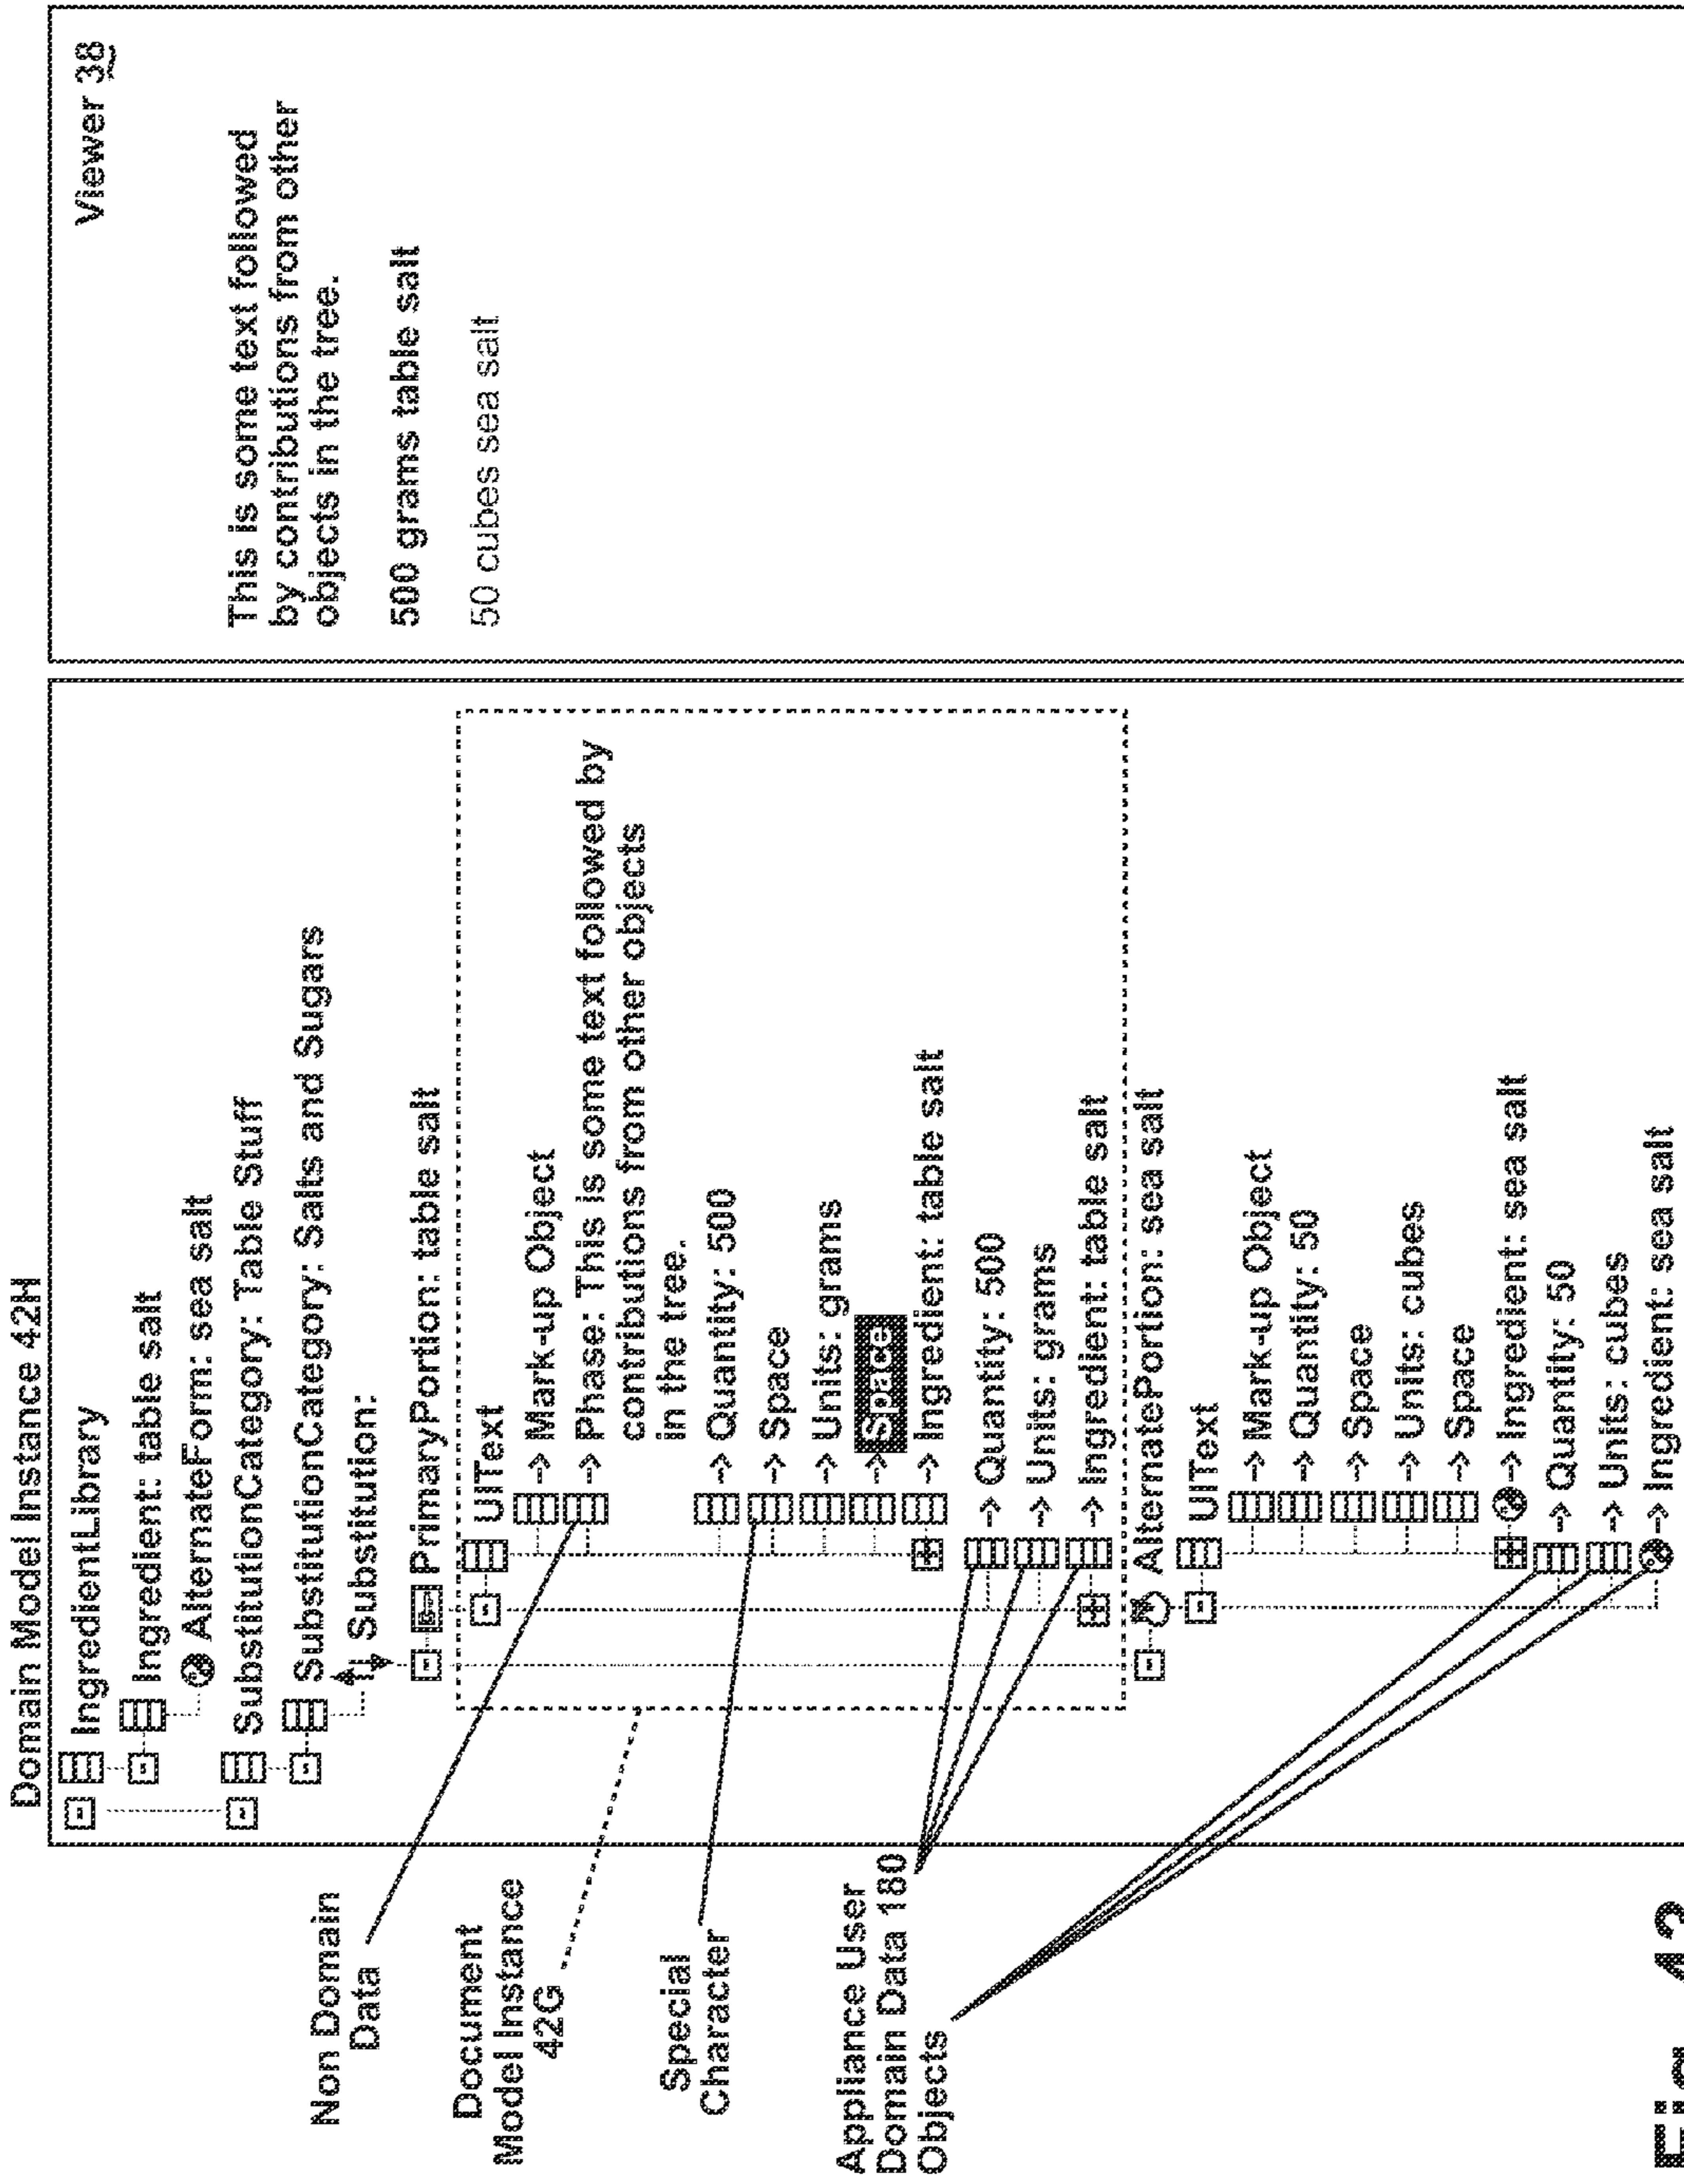 Domain Model Instance 42H
IngredientLibrary
Ingredient: table salt
AlternateForm: sea salt
SubstitutionCategory: Table Stuff
SubstitutionCategory: Salts and Sugars
Substitution:
PrimaryPortion: table salt
UIText
Mark-up Object
Phase: This is some text followed by
contributions from other objects
in the tree.
Quantity: 500
Space
Units: grams
Space
Ingredient: table salt
Quantity: 500
Units: grams
Ingredient: table salt
AlternatePortion: sea salt
UIText
Mark-up Object
Quantity: 50
Space
Units: cubes
Space
Ingredient: sea salt
Quantity: 50
Units: cubes
Ingredient: sea salt
Viewer 38
This is some text followed
by contributions from other
objects in the tree.
500 grams table salt
50 cubes sea salt
Non Domain
Data
Document
Model Instance
42G
Special
Character
Appliance User
Domain Data 180
Objects